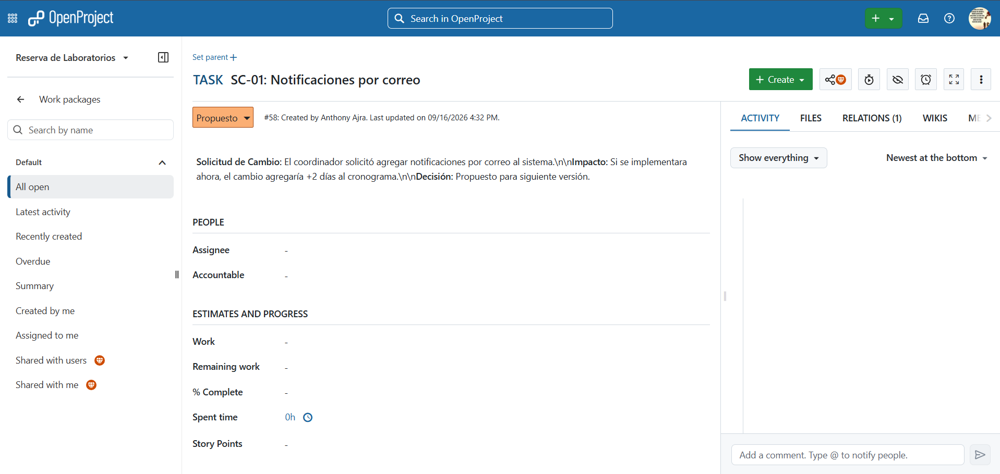 OpenProject
Search in OpenProject
Reserva de Laboratorios
Work packages
Search by name
Default
All open
Latest activity
Recently created
Overdue
Summary
Created by me
Assigned to me
Shared with users
Shared with me
Set parent
TASK SC-01: Notificaciones por correo
Create
Propuesto
#58: Created by Anthony Ajra. Last updated on 09/16/2026 4:32 PM.
Solicitud de Cambio: El coordinador solicitó agregar notificaciones por correo al sistema.\n\nImpacto: Si se implementara
ahora, el cambio agregaría +2 días al cronograma.\n\nDecisión: Propuesto para siguiente versión.
PEOPLE
Assignee -
Accountable -
ESTIMATES AND PROGRESS
Work -
Remaining work -
% Complete -
Spent time 0h
Story Points -
ACTIVITY FILES RELATIONS (1) WIKIS
Show everything
Newest at the bottom
Add a comment. Type @ to notify people.